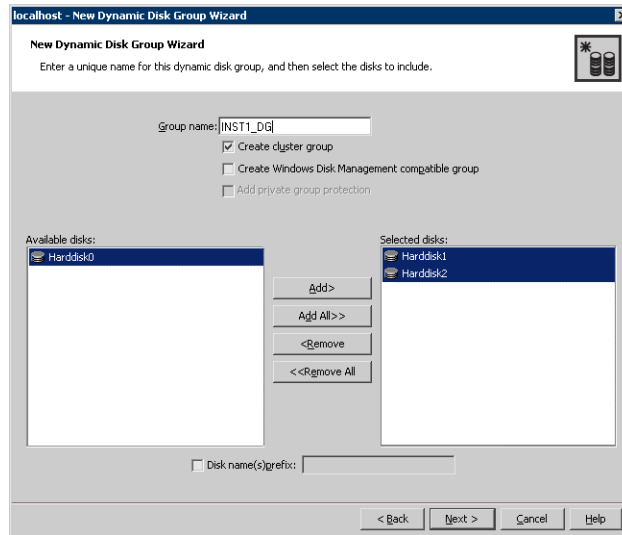 localhost - New Dynamic Disk Group Wizard
New Dynamic Disk Group Wizard
Enter a unique name for this dynamic disk group, and then select the disks to include.
Group name: INST1_DG
Create cluster group
Create Windows Disk Management compatible group
Add private group protection
Available disks:
Harddisk0
Selected disks:
Harddisk1
Harddisk2
Add>
Add All>>
<Remove
<<Remove All
Disk name(s)prefix:
< Back
Next >
Cancel
Help